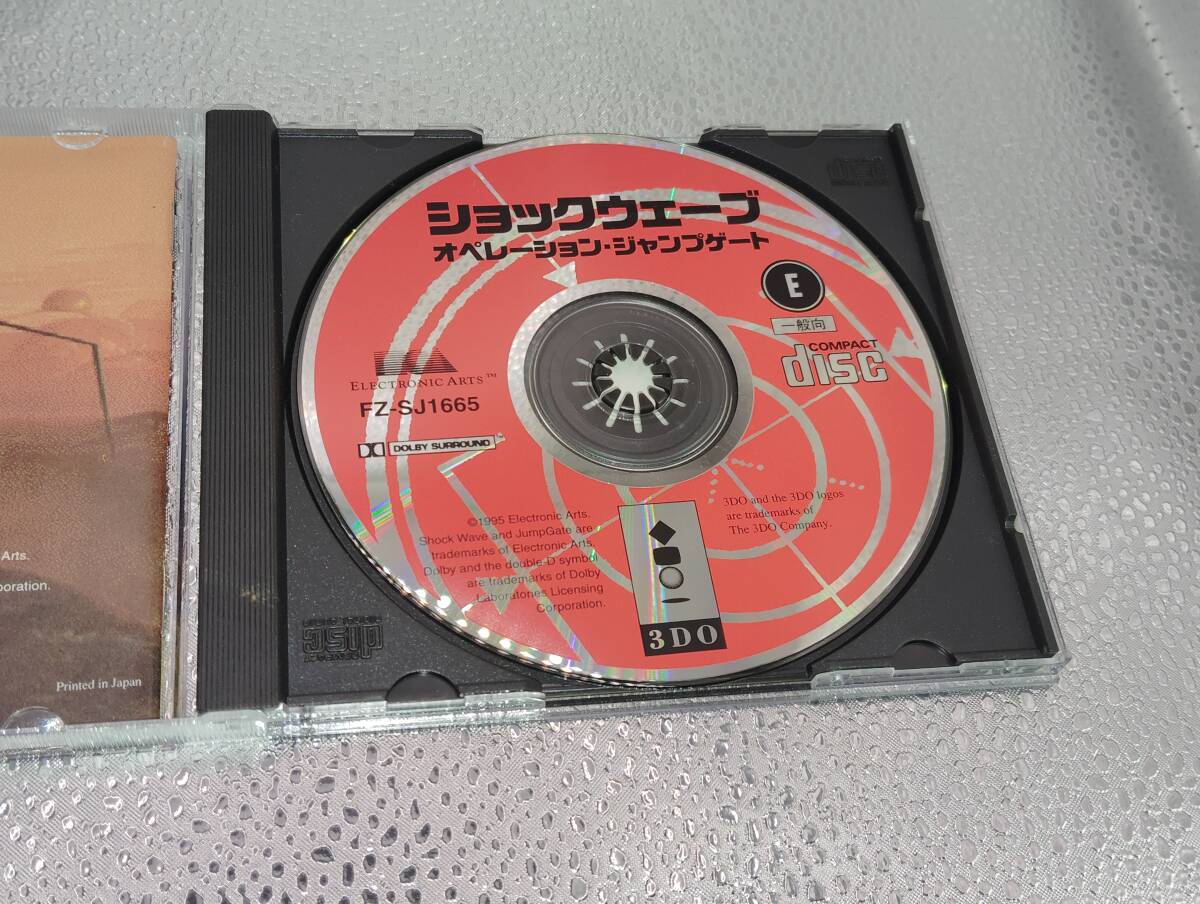 ショックウェーブ
オペレーション・ジャンプゲート
E
一般向
COMPACT
disc
ELECTRONIC ARTS™
FZ-SJ1665
DOLBY SURROUND
©1995 Electronic Arts.
Shock Wave and JumpGate are
trademarks of Electronic Arts.
Dolby and the double-D symbol
are trademarks of Dolby
Laboratories Licensing
Corporation.
3DO and the 3DO logos
are trademarks of
The 3DO Company.
3DO
Arts.
poration.
Printed in Japan
disc